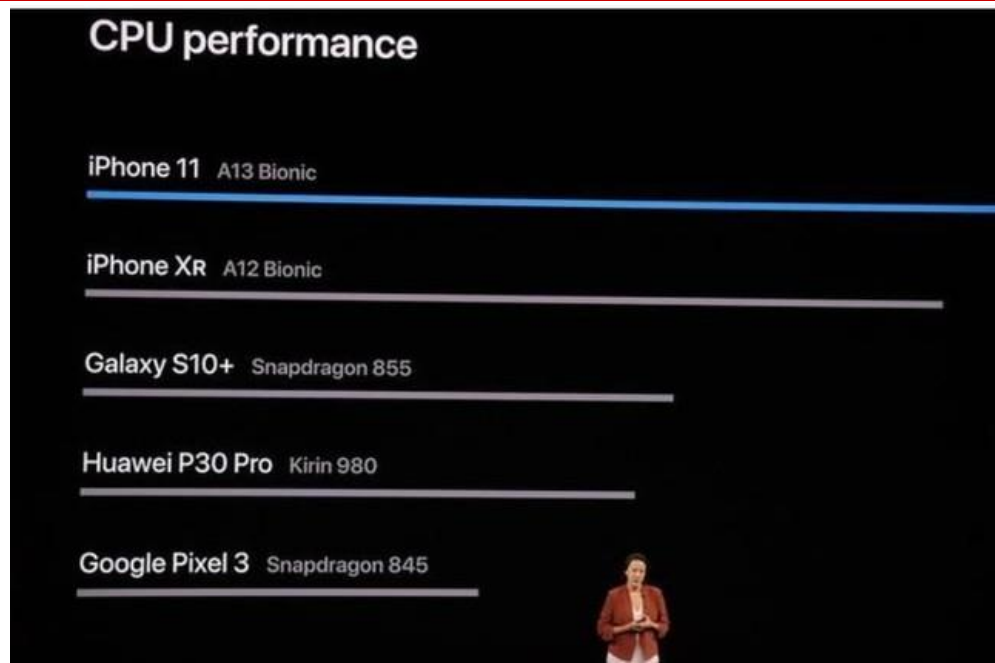 CPU performance
iPhone 11 A13 Bionic
iPhone XR A12 Bionic
Galaxy S10+ Snapdragon 855
Huawei P30 Pro Kirin 980
Google Pixel 3 Snapdragon 845